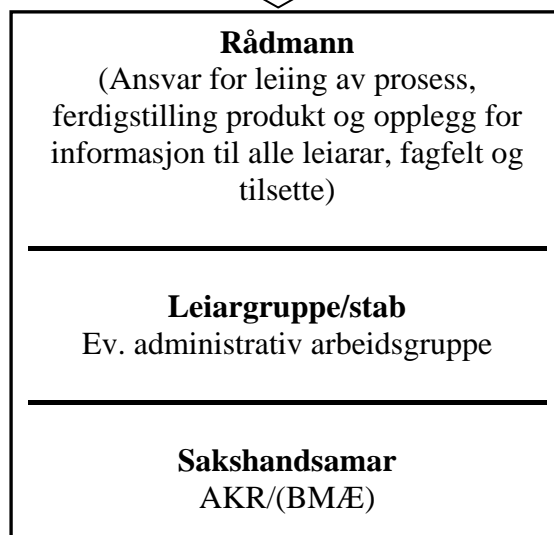 Rådmann
(Ansvar for leiing av prosess,
ferdigstilling produkt og opplegg for
informasjon til alle leiarar, fagfelt og
tilsette)
Leiargruppe/stab
Ev. administrativ arbeidsgruppe
Sakshandsamar
AKR/(BMÆ)